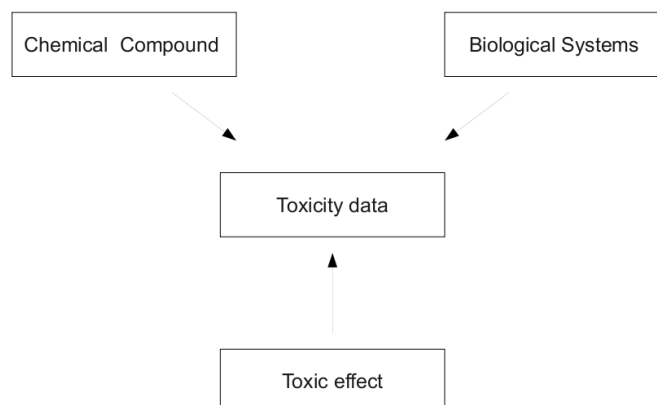 Chemical Compound
Biological Systems
Toxicity data
Toxic effect